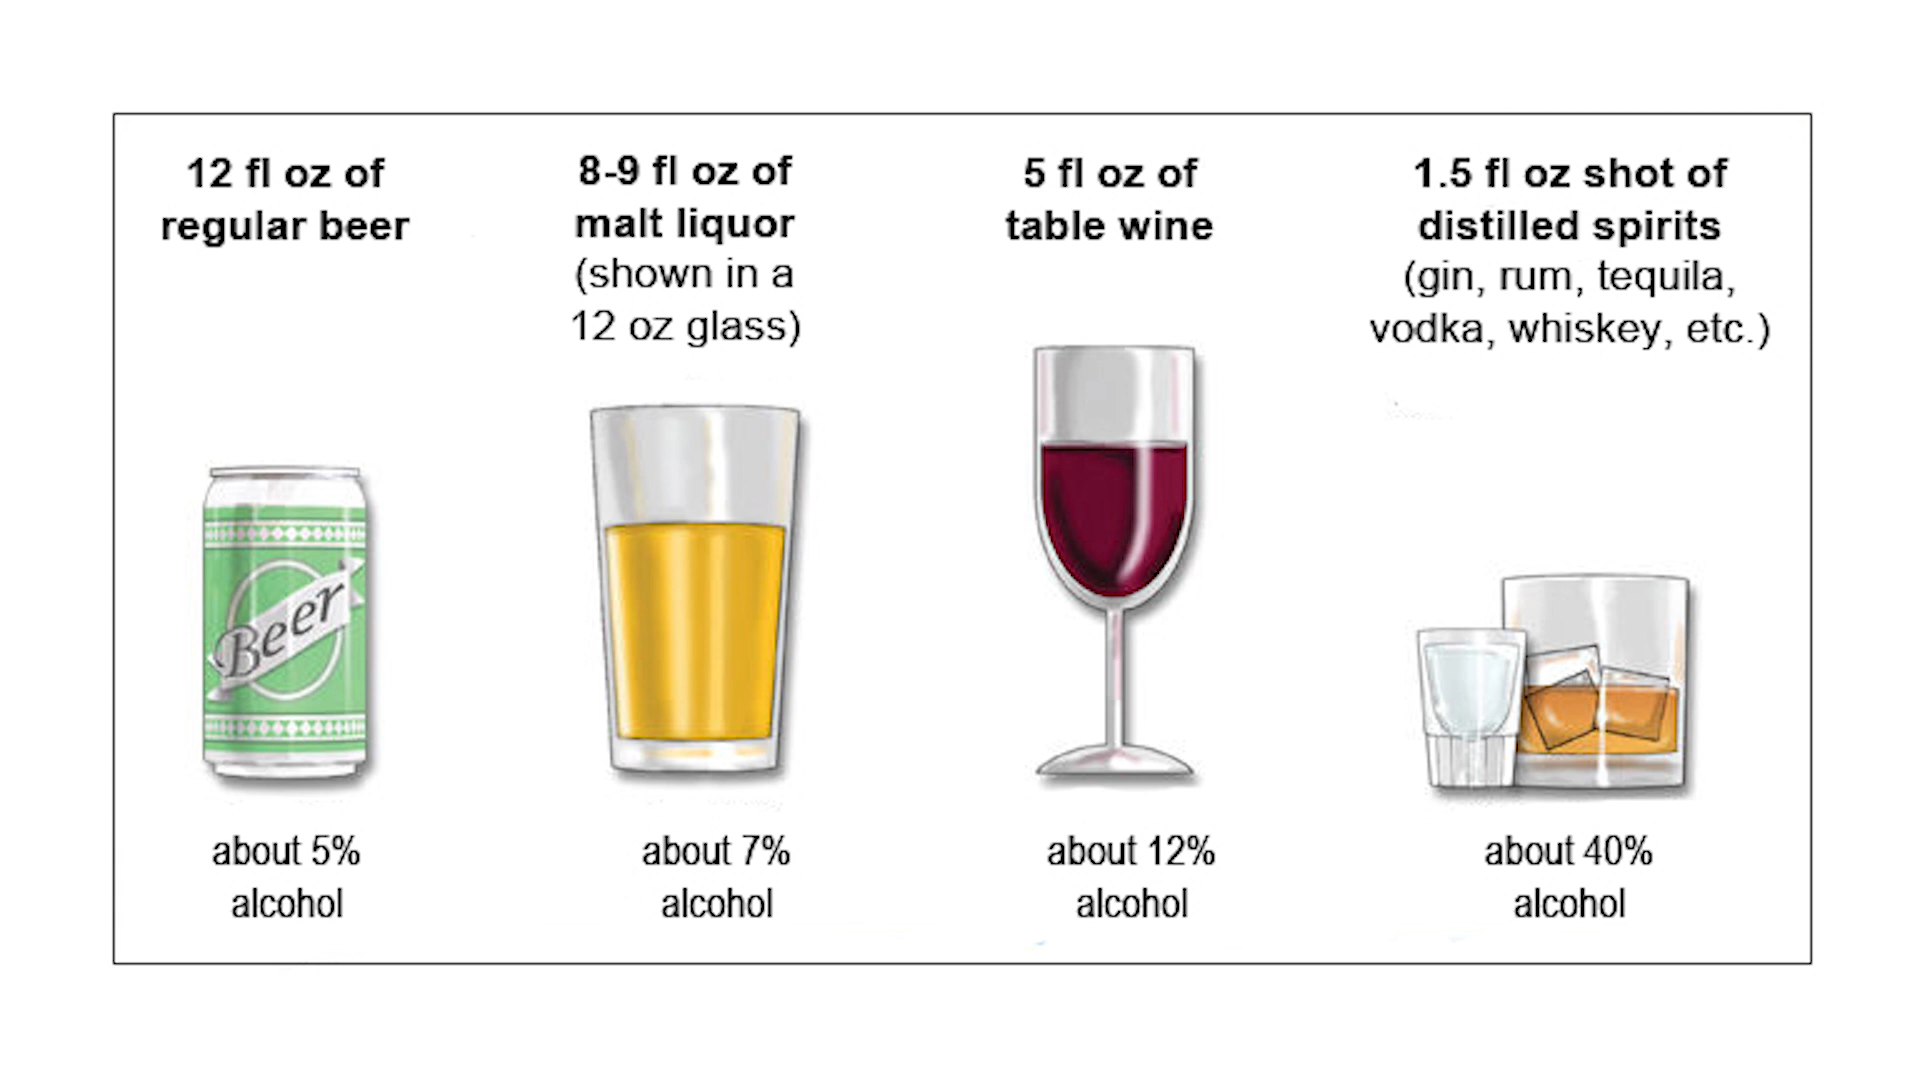 12 fl oz of
regular beer
8-9 fl oz of
malt liquor
(shown in a
12 oz glass)
5 fl oz of
table wine
1.5 fl oz shot of
distilled spirits
(gin, rum, tequila,
vodka, whiskey, etc.)
Beer
about 5%
alcohol
about 7%
alcohol
about 12%
alcohol
about 40%
alcohol